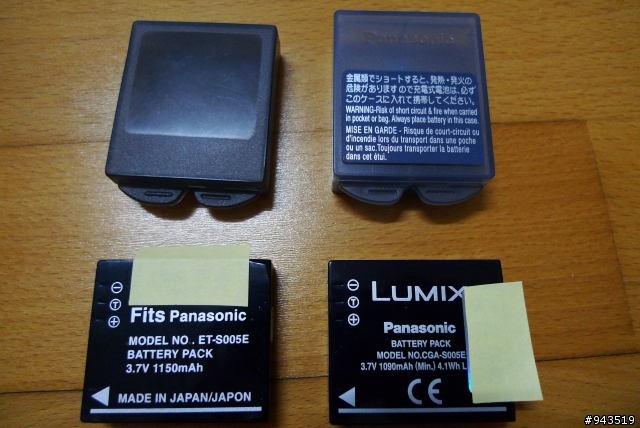 Panasonic
金属類でショートすると、発熱・発火の
危険がありますので充電式電池は、必ず
このケースに入れて携帯してください。
WARNING-Risk of short circuit & fire when carried
in pocket or bag. Always place battery in this case.
MISE EN GARDE - Risque de court-circuit ou
d'incendie lors du transport dans une poche
ou un sac.Toujours transporter la batterie
dans cet étui.
Fits Panasonic
MODEL NO. ET-S005E
BATTERY PACK
3.7V 1150mAh
MADE IN JAPAN/JAPON
T
LUMIX
Panasonic
BATTERY PACK
MODEL NO.CGA-S005E
3.7V 1090mAh (Min.) 4.1Wh
CE
T
#943519